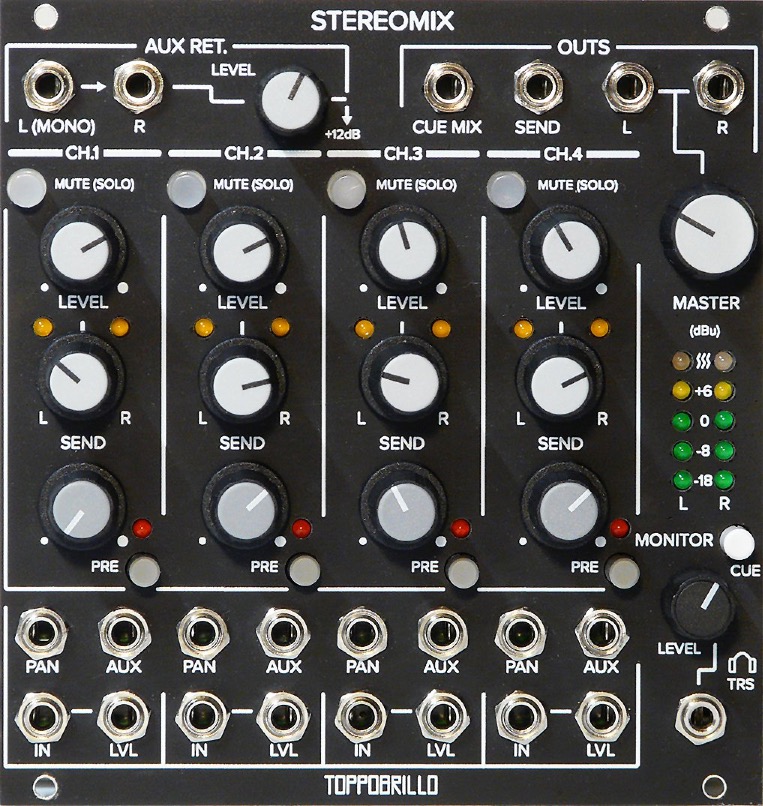 STEREOMIX
AUX RET. OUTS
LEVEL
L (MONO) R +12dB CUE MIX SEND L R
CH.1 CH.2 CH.3 CH.4
MUTE (SOLO) MUTE (SOLO) MUTE (SOLO) MUTE (SOLO)
LEVEL LEVEL LEVEL LEVEL MASTER
(dBu)
+6
L R L R L R L R 0
SEND SEND SEND SEND -8
-18
L R
MONITOR
PRE PRE PRE PRE CUE
LEVEL
PAN AUX PAN AUX PAN AUX PAN AUX
TRS
IN LVL IN LVL IN LVL IN LVL
TOPPOBRILLO